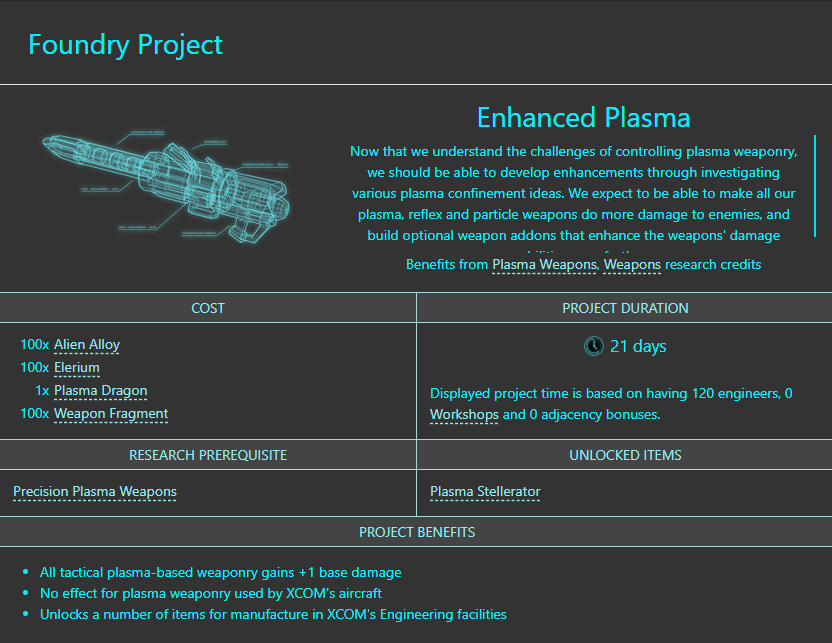 Foundry Project
Enhanced Plasma
Now that we understand the challenges of controlling plasma weaponry,
we should be able to develop enhancements through investigating
various plasma confinement ideas. We expect to be able to make all our
plasma, reflex and particle weapons do more damage to enemies, and
build optional weapon addons that enhance the weapons' damage
Benefits from Plasma Weapons, Weapons research credits
COST
PROJECT DURATION
100x Alien Alloy
100x Elerium
1x Plasma Dragon
100x Weapon Fragment
21 days
Displayed project time is based on having 120 engineers, 0
Workshops and 0 adjacency bonuses.
RESEARCH PREREQUISITE
UNLOCKED ITEMS
Precision Plasma Weapons
Plasma Stellerator
PROJECT BENEFITS
All tactical plasma-based weaponry gains +1 base damage
No effect for plasma weaponry used by XCOM's aircraft
Unlocks a number of items for manufacture in XCOM's Engineering facilities